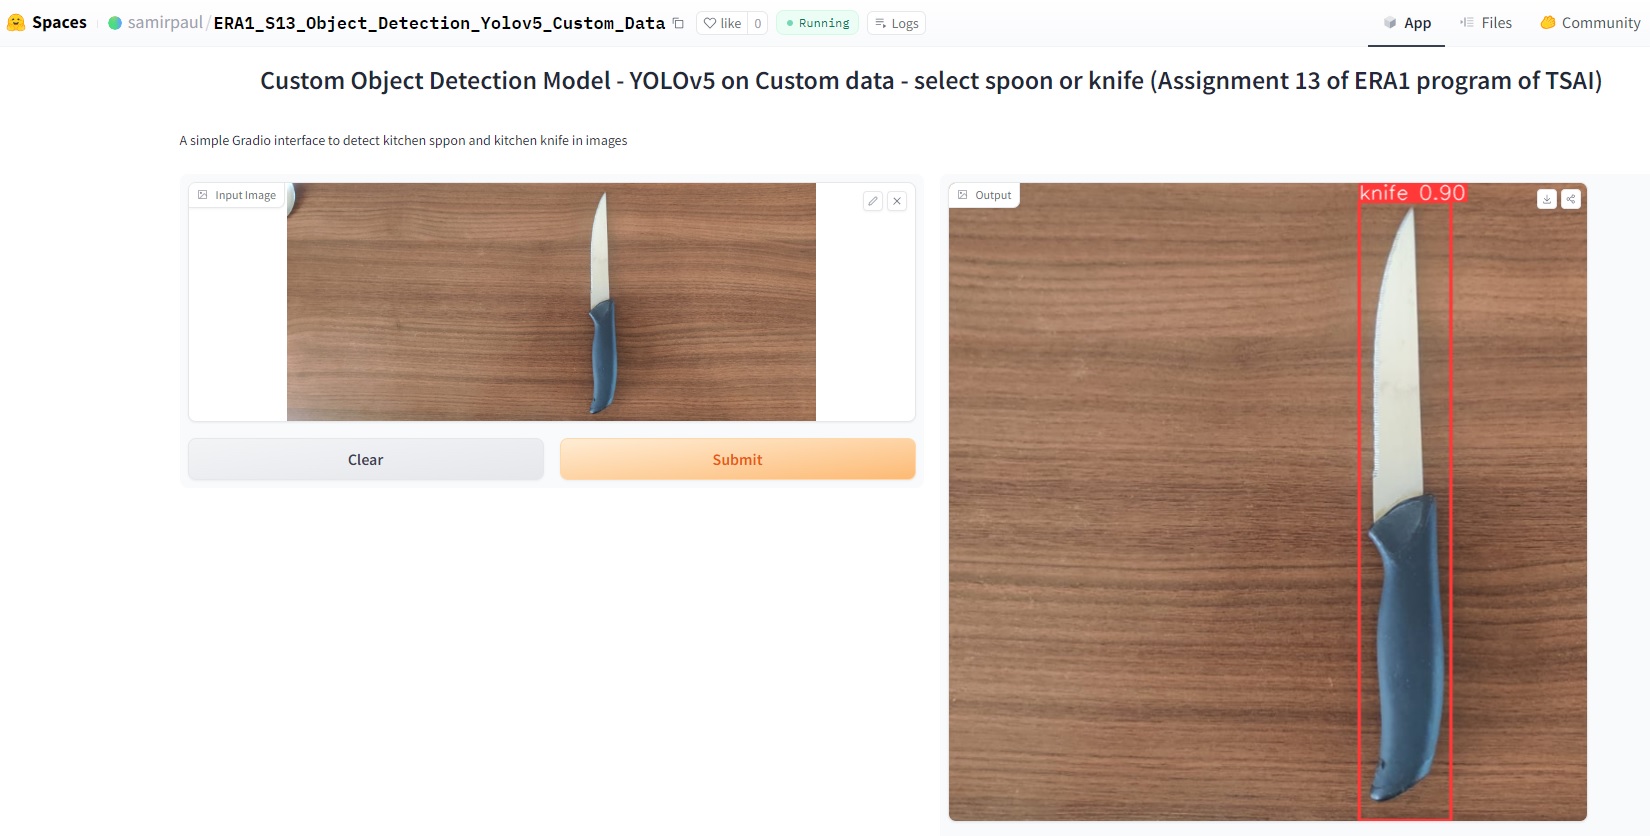 Spaces samirpaul/ERA1_S13_Object_Detection_Yolov5_Custom_Data like 0 Running Logs App Files Community
Custom Object Detection Model - YOLOv5 on Custom data - select spoon or knife (Assignment 13 of ERA1 program of TSAI)
A simple Gradio interface to detect kitchen sppon and kitchen knife in images
Input Image
Clear Submit
Output
knife 0.90